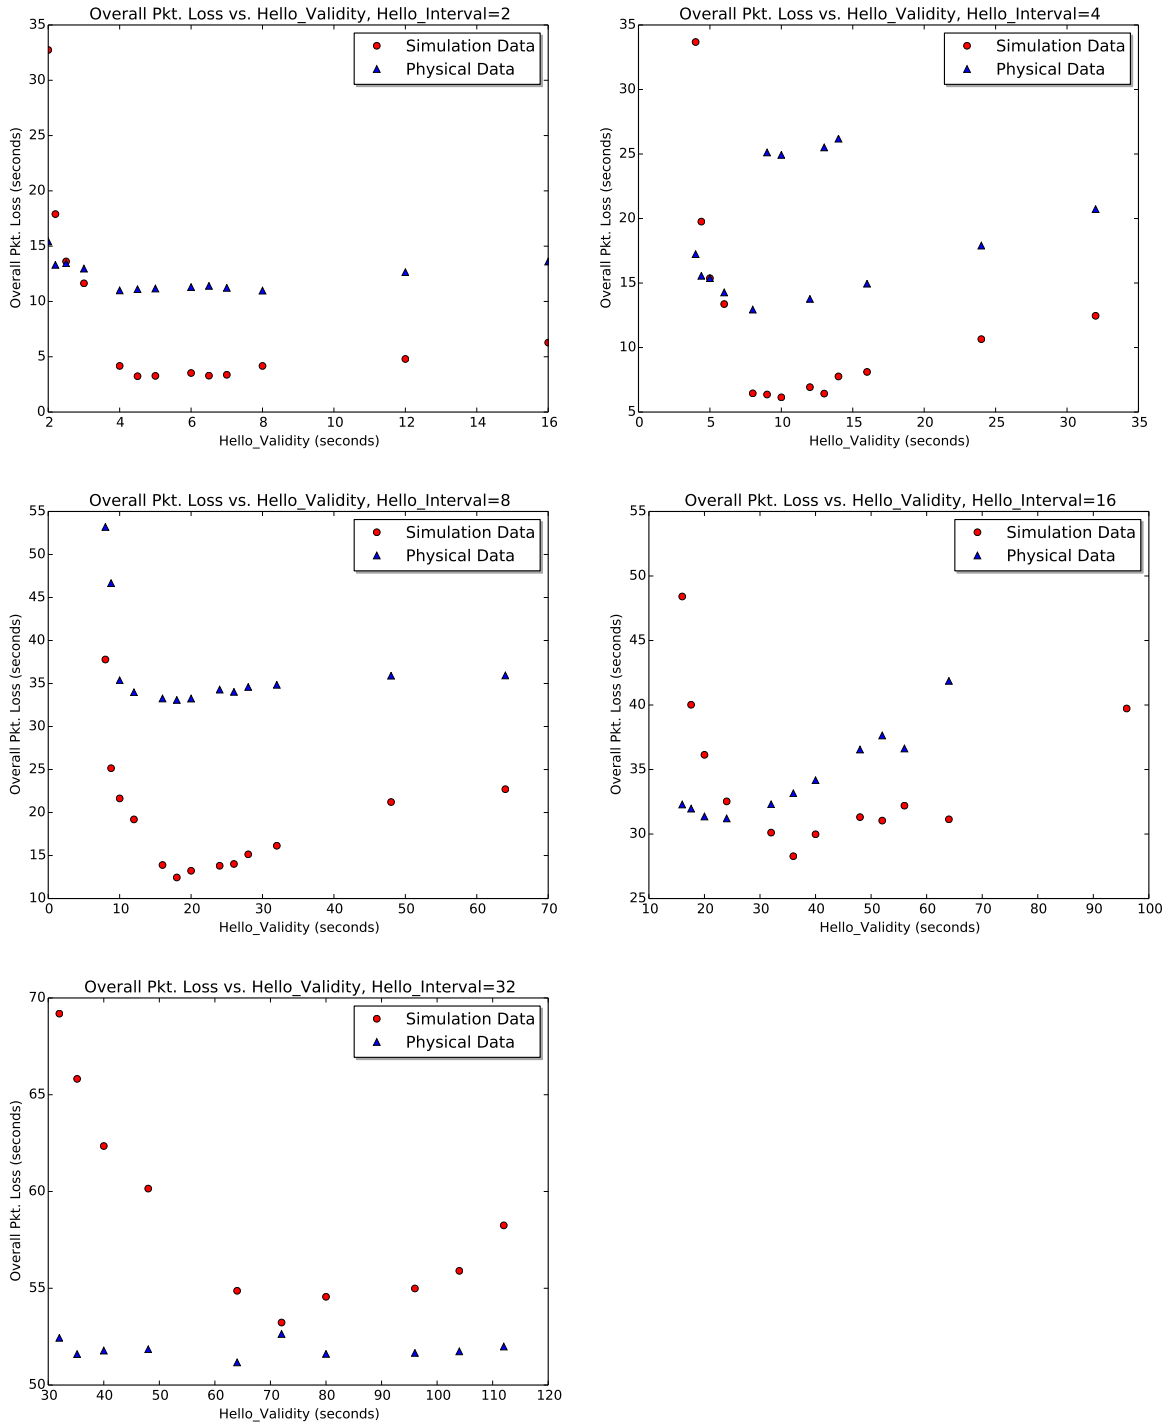 Overall Pkt. Loss vs. Hello_Validity, Hello_Interval=2
35
30
25
20
15
10
5
0
Overall Pkt. Loss (seconds)
Simulation Data
Physical Data
2 4 6 8 10 12 14 16
Hello_Validity (seconds)
Overall Pkt. Loss vs. Hello_Validity, Hello_Interval=4
35
30
25
20
15
10
5
Overall Pkt. Loss (seconds)
Simulation Data
Physical Data
0 5 10 15 20 25 30 35
Hello_Validity (seconds)
Overall Pkt. Loss vs. Hello_Validity, Hello_Interval=8
55
50
45
40
35
30
25
20
15
10
Overall Pkt. Loss (seconds)
Simulation Data
Physical Data
0 10 20 30 40 50 60 70
Hello_Validity (seconds)
Overall Pkt. Loss vs. Hello_Validity, Hello_Interval=16
55
50
45
40
35
30
25
Overall Pkt. Loss (seconds)
Simulation Data
Physical Data
10 20 30 40 50 60 70 80 90 100
Hello_Validity (seconds)
Overall Pkt. Loss vs. Hello_Validity, Hello_Interval=32
70
65
60
55
50
Overall Pkt. Loss (seconds)
Simulation Data
Physical Data
30 40 50 60 70 80 90 100 110 120
Hello_Validity (seconds)